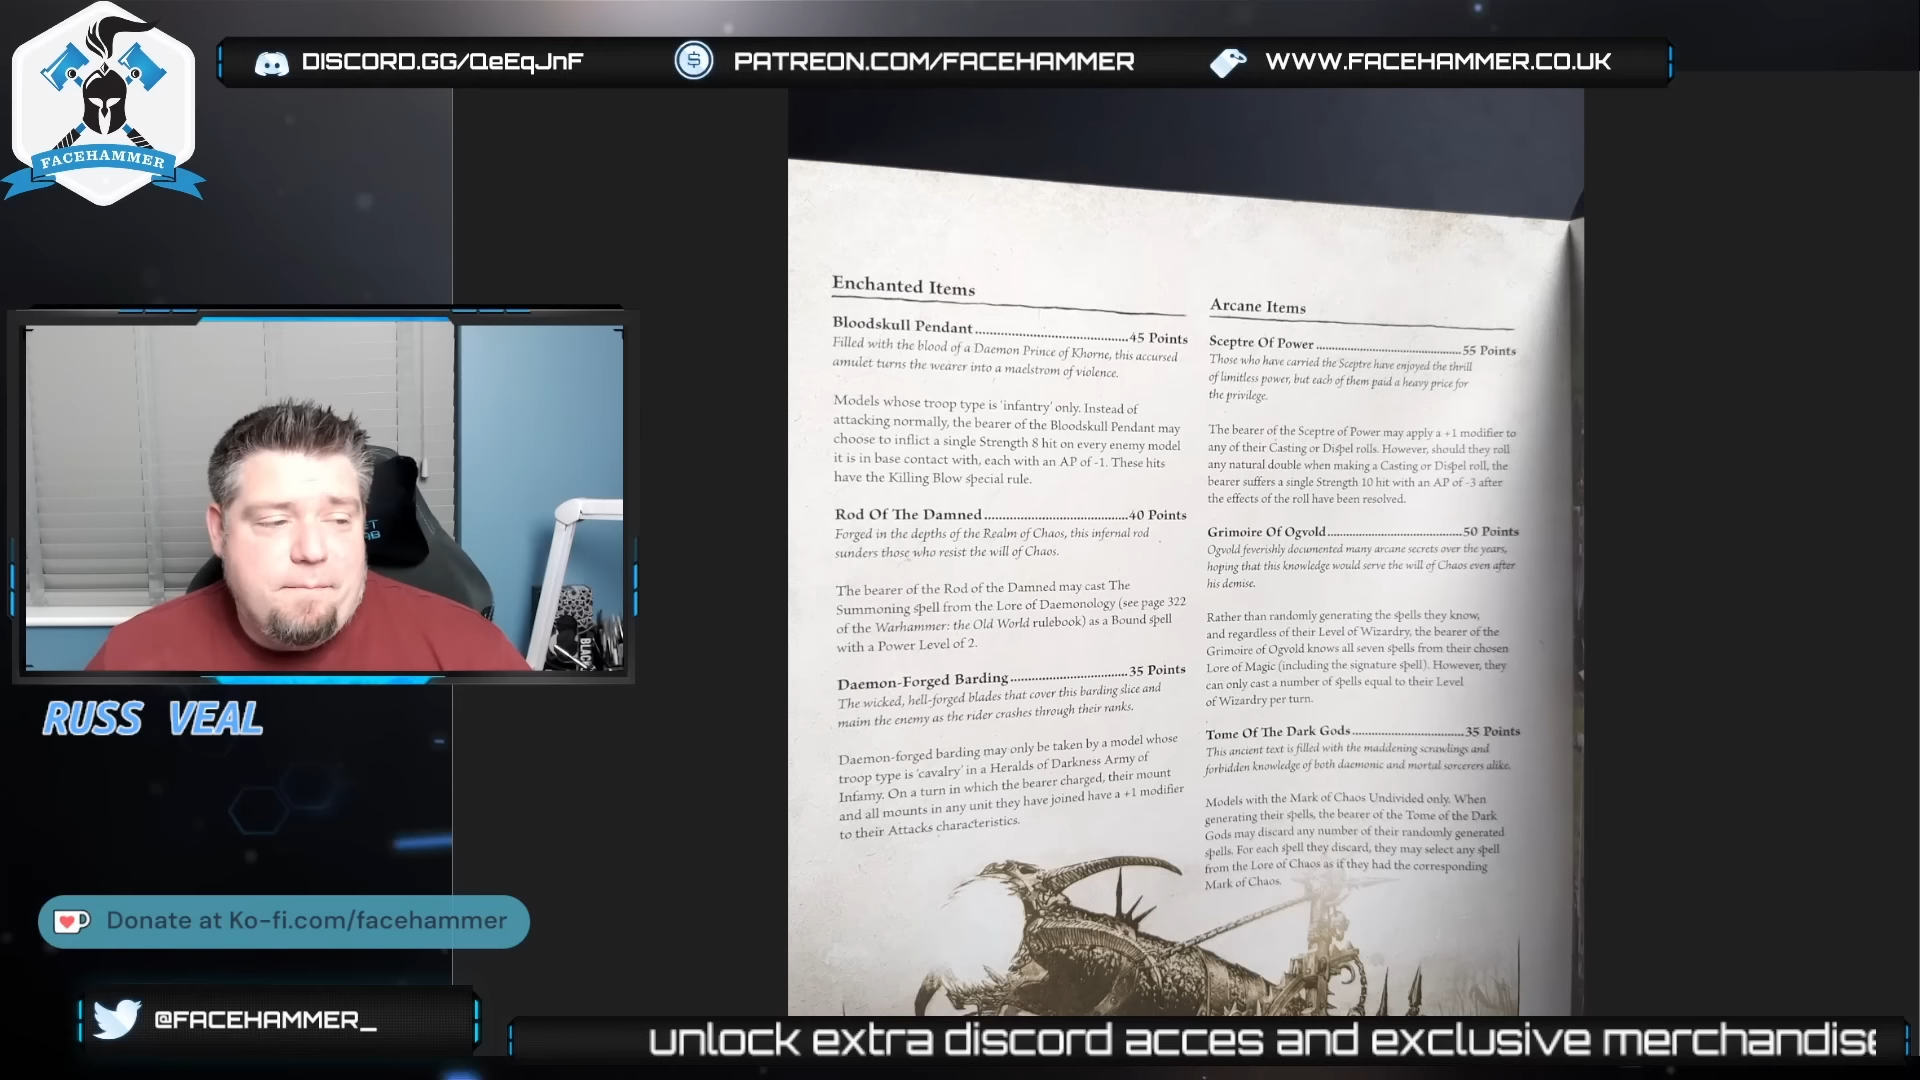 DISCORD.GG/QeEqJnF
PATREON.COM/FACEHAMMER
WWW.FACEHAMMER.CO.UK
FACEHAMMER
Enchanted Items
Bloodskull Pendant ..........45 Points
Filled with the blood of a Daemon Prince of Khorne, this accursed
amulet turns the wearer into a maelstrom of violence.
Models whose troop type is 'infantry' only. Instead of
attacking normally, the bearer of the Bloodskull Pendant may
choose to inflict a single Strength 8 hit on every enemy model
it is in base contact with, each with an AP of -1. These hits
have the Killing Blow special rule.
Rod Of The Damned ..........40 Points
Forged in the depths of the Realm of Chaos, this infernal rod
sunders those who resist the will of Chaos.
The bearer of the Rod of the Damned may cast The
Summoning spell from the Lore of Daemonology (see page 322
of the Warhammer: the Old World rulebook) as a Bound spell
with a Power Level of 2.
Daemon-Forged Barding ..........35 Points
The wicked, hell-forged blades that cover this barding slice and
maim the enemy as the rider crashes through their ranks.
Daemon-forged barding may only be taken by a model whose
troop type is 'cavalry' in a Heralds of Darkness Army of
Infamy. On a turn in which the bearer charged, their mount
and all mounts in any unit they have joined have a +1 modifier
to their Attacks characteristics.
Arcane Items
Sceptre Of Power ..........55 Points
Those who have carried the Sceptre have enjoyed the thrill
of limitless power, but each of them paid a heavy price for
the privilege.
The bearer of the Sceptre of Power may apply a +1 modifier to
any of their Casting or Dispel rolls. However, should they roll
any natural double when making a Casting or Dispel roll, the
bearer suffers a single Strength 10 hit with an AP of -3 after
the effects of the roll have been resolved.
Grimoire Of Ogvold ..........50 Points
Ogvold feverishly documented many arcane secrets over the years,
hoping that this knowledge would serve the will of Chaos even after
his demise.
Rather than randomly generating the spells they know,
and regardless of their Level of Wizardry, the bearer of the
Grimoire of Ogvold knows all seven spells from their chosen
Lore of Magic (including the signature spell). However, they
can only cast a number of spells equal to their Level
of Wizardry per turn.
Tome Of The Dark Gods ..........35 Points
This ancient text is filled with the maddening scrawlings and
forbidden knowledge of both daemonic and mortal sorcerers alike.
Models with the Mark of Chaos Undivided only. When
generating their spells, the bearer of the Tome of the Dark
Gods may discard any number of their randomly generated
spells. For each spell they discard, they may select any spell
from the Lore of Chaos as if they had the corresponding
Mark of Chaos.
RUSS VEAL
Donate at Ko-fi.com/facehammer
@FACEHAMMER_
unlock extra discord acces and exclusive merchandise